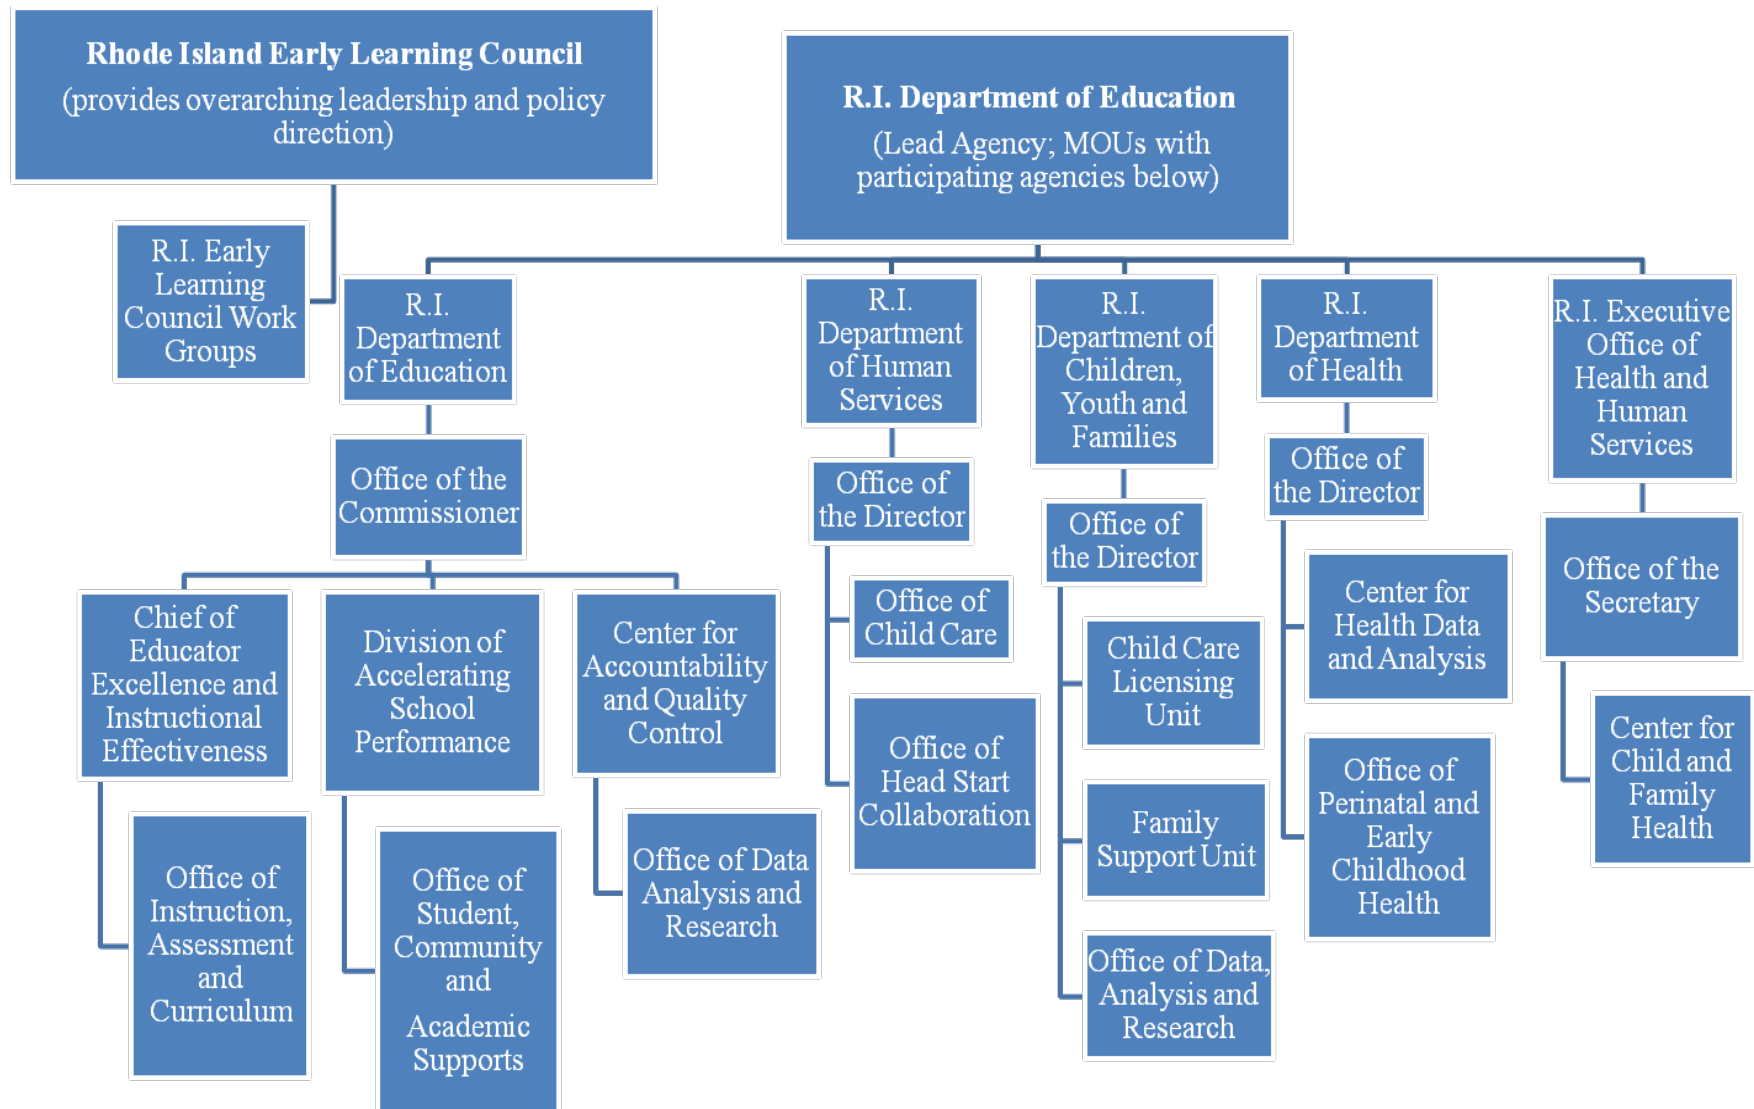 Rhode Island Early Learning Council
(provides overarching leadership and policy
direction)
R.I. Department of Education
(Lead Agency; MOUs with
participating agencies below)
R.I. Early
Learning
Council Work
Groups
R.I.
Department
of Education
R.I.
Department
of Human
Services
R.I.
Department of
Children,
Youth and
Families
R.I.
Department
of Health
R.I. Executive
Office of
Health and
Human
Services
Office of the
Commissioner
Office of
the Director
Office of
the Director
Office of
the Director
Office of the
Secretary
Chief of
Educator
Excellence and
Instructional
Effectiveness
Division of
Accelerating
School
Performance
Center for
Accountability
and Quality
Control
Office of
Child Care
Child Care
Licensing
Unit
Center for
Health Data
and Analysis
Center for
Child and
Family
Health
Office of
Instruction,
Assessment
and
Curriculum
Office of
Student,
Community
and
Academic
Supports
Office of Data
Analysis and
Research
Office of
Head Start
Collaboration
Family
Support Unit
Office of
Perinatal and
Early
Childhood
Health
Office of Data,
Analysis and
Research